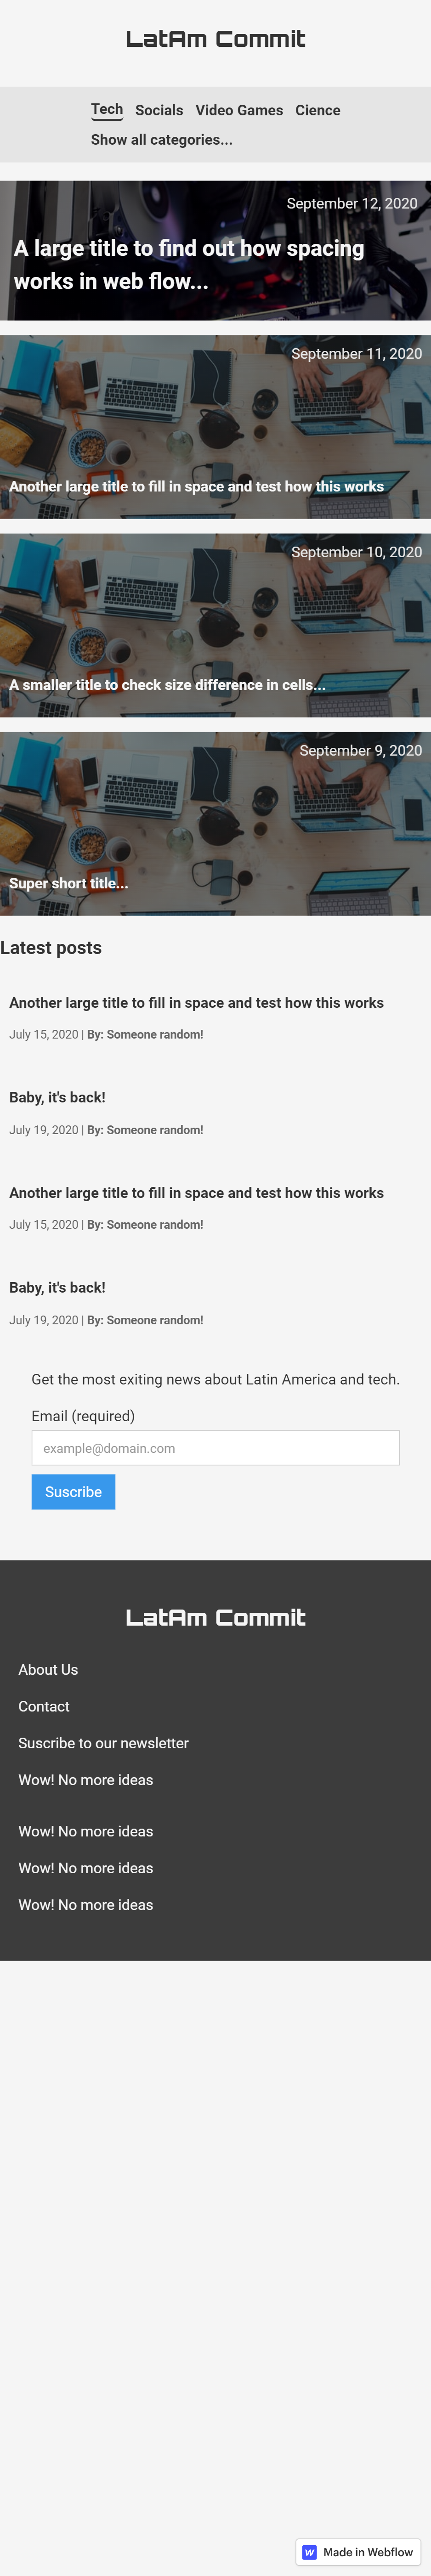 LatAm Commit
Tech Socials Video Games Cience
Show all categories...
September 12, 2020
A large title to find out how spacing
works in web flow...
September 11, 2020
Another large title to fill in space and test how this works
September 10, 2020
A smaller title to check size difference in cells...
September 9, 2020
Super short title...
Latest posts
Another large title to fill in space and test how this works
July 15, 2020 | By: Someone random!
Baby, it's back!
July 19, 2020 | By: Someone random!
Another large title to fill in space and test how this works
July 15, 2020 | By: Someone random!
Baby, it's back!
July 19, 2020 | By: Someone random!
Get the most exiting news about Latin America and tech.
Email (required)
example@domain.com
Suscribe
LatAm Commit
About Us
Contact
Suscribe to our newsletter
Wow! No more ideas
Wow! No more ideas
Wow! No more ideas
Wow! No more ideas
Made in Webflow